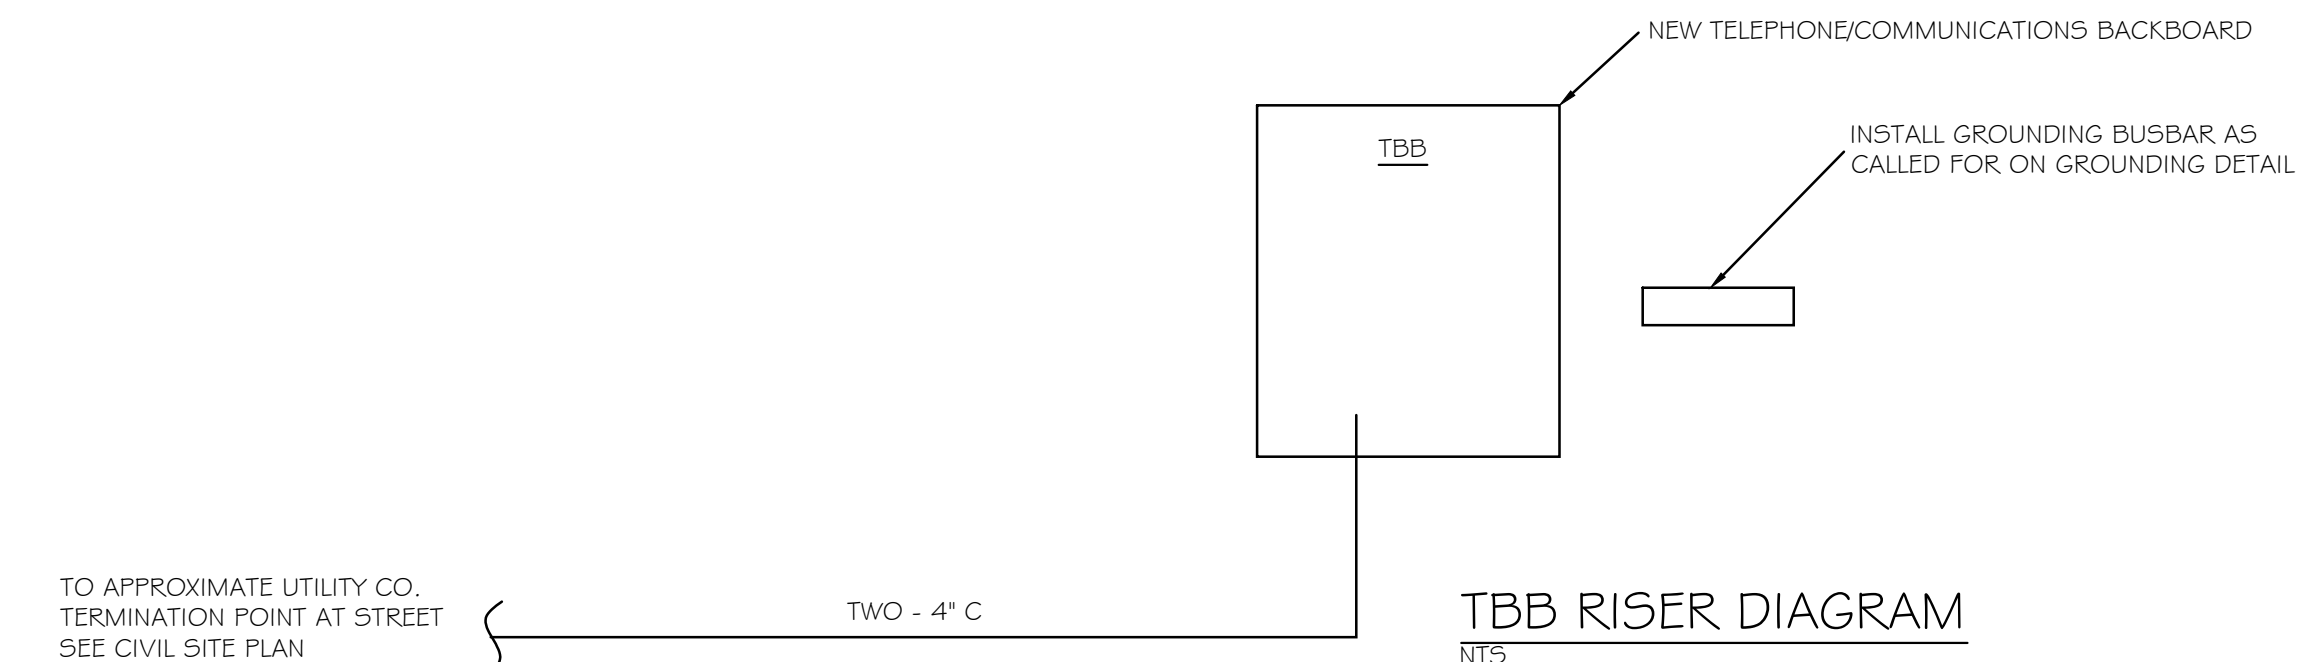 NEW TELEPHONE/COMMUNICATIONS BACKBOARD
TBB
INSTALL GROUNDING BUSBAR AS
CALLED FOR ON GROUNDING DETAIL
TO APPROXIMATE UTILITY CO.
TERMINATION POINT AT STREET
SEE CIVIL SITE PLAN
TWO - 4" C
TBB RISER DIAGRAM
NTS